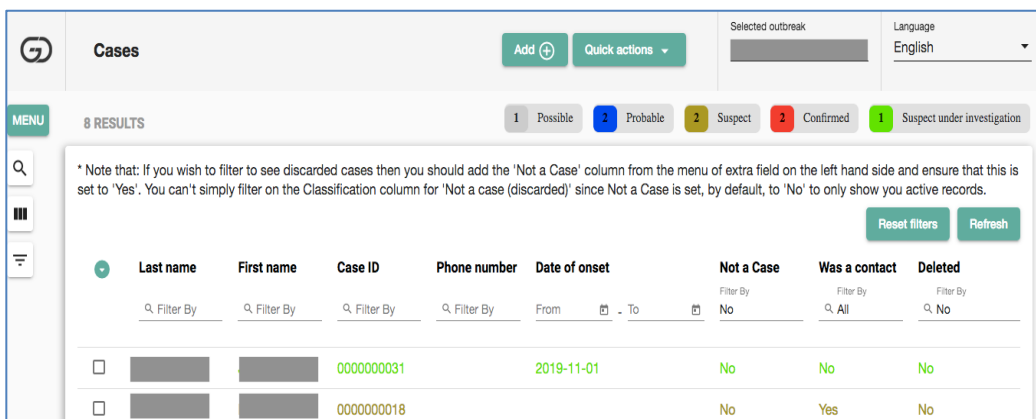 GD
Cases
Add
Quick actions
Selected outbreak
Language
English
MENU
8 RESULTS
1 Possible
2 Probable
2 Suspect
2 Confirmed
1 Suspect under investigation
* Note that: If you wish to filter to see discarded cases then you should add the 'Not a Case' column from the menu of extra field on the left hand side and ensure that this is
set to 'Yes'. You can't simply filter on the Classification column for 'Not a case (discarded)' since Not a Case is set, by default, to 'No' to only show you active records.
Reset filters Refresh
Last name First name Case ID Phone number Date of onset Not a Case Was a contact Deleted
Filter By Filter By Filter By
Filter By Filter By Filter By Filter By From - To No All No
0000000031 2019-11-01 No No No
0000000018 No Yes No